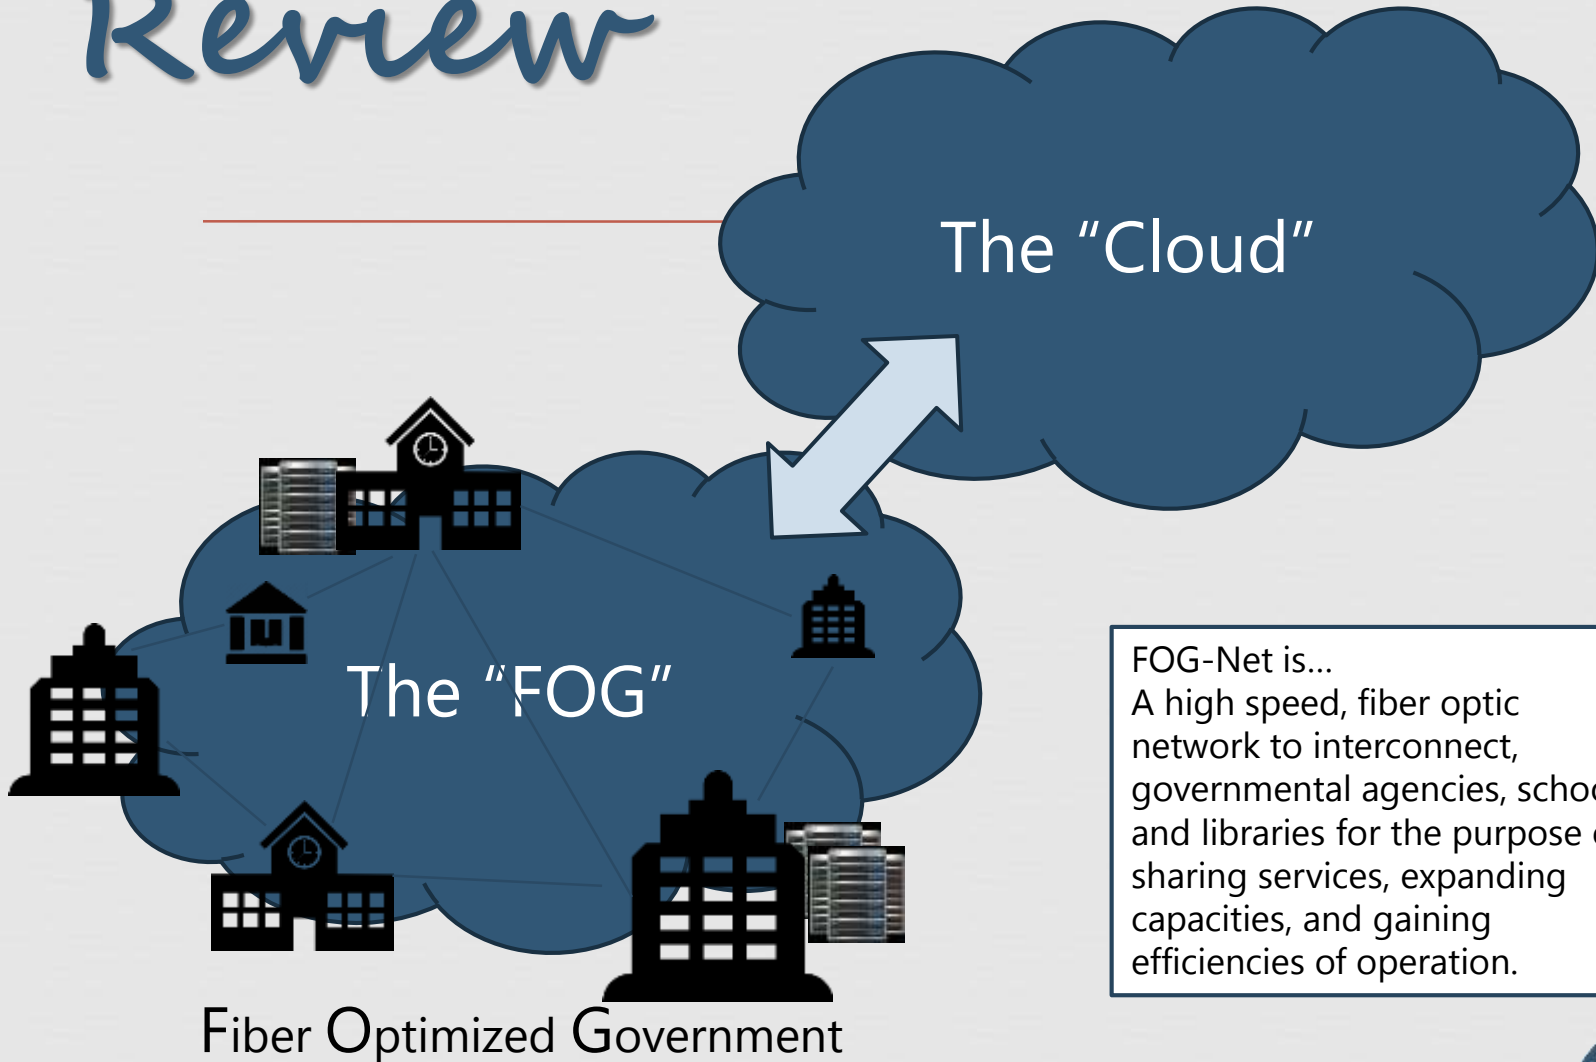 Review
The “Cloud”
The “FOG”
FOG-Net is...
A high speed, fiber optic
network to interconnect,
governmental agencies,
and libraries for the purpose
sharing services, expanding
capacities, and gaining
efficiencies of operation.
Fiber Optimized Government